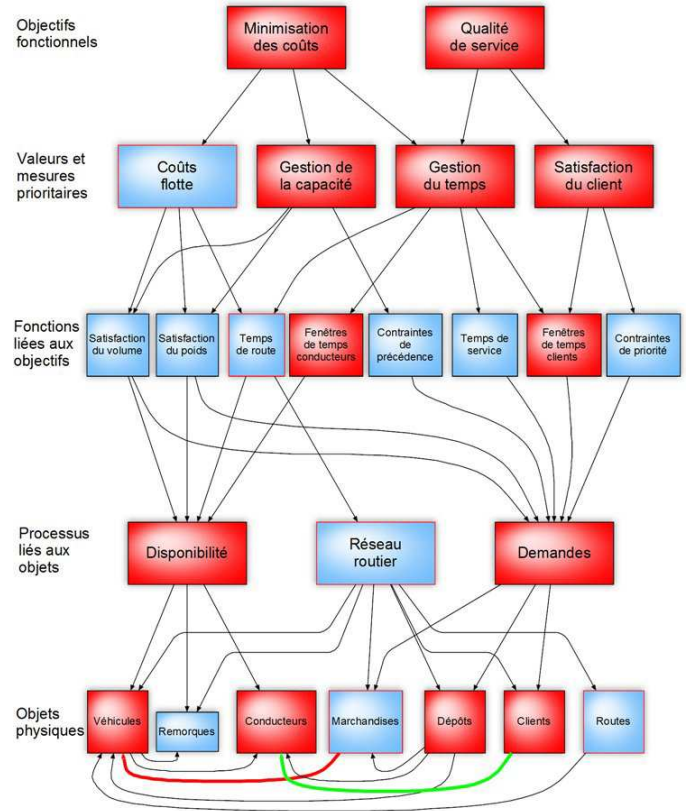 Objectifs
fonctionnels
Minimisation
des coûts
Qualité
de service
Valeurs et
mesures
prioritaires
Coûts
flotte
Gestion de
la capacité
Gestion
du temps
Satisfaction
du client
Fonctions
liées aux
objectifs
Satisfaction
du volume
Satisfaction
du poids
Temps
de route
Fenêtres
de temps
conducteurs
Contraintes
de
précédence
Temps de
service
Fenêtres
de temps
clients
Contraintes
de priorité
Processus
liés aux
objets
Disponibilité
Réseau
routier
Demandes
Objets
physiques
Véhicules
Remorques
Conducteurs
Marchandises
Dépôts
Clients
Routes